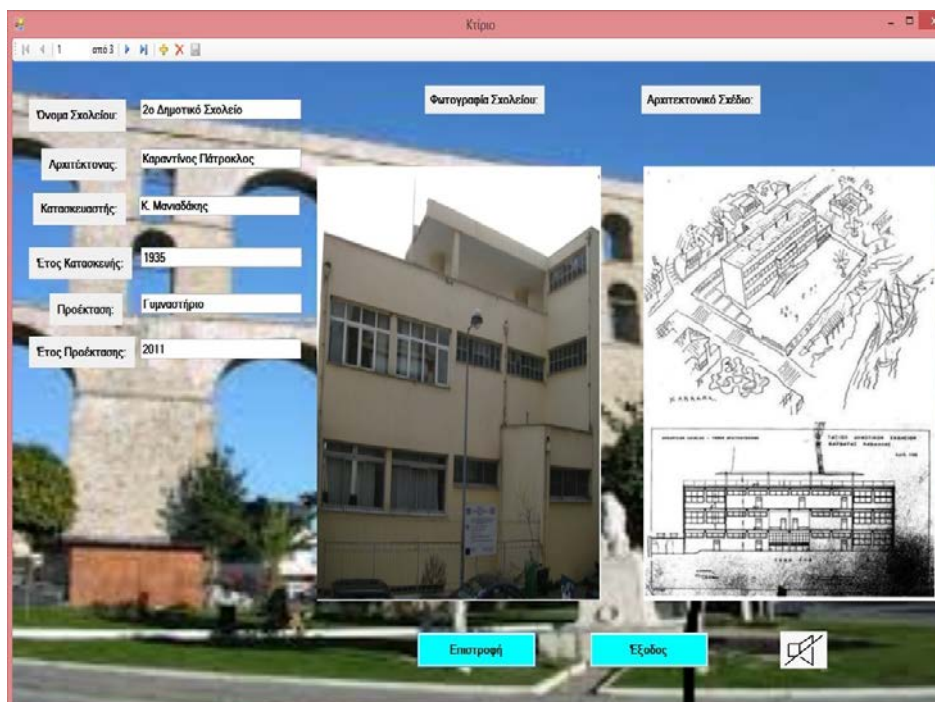 Κτίριο
1 από 3
Όνομα Σχολείου: 2ο Δημοτικό Σχολείο
Φωτογραφία Σχολείου:
Αρχιτεκτονικό Σχέδιο:
Αρχιτέκτονας: Καραντίνος Πάτροκλος
Κατασκευαστής: Κ. Μανιαδάκης
Έτος Κατασκευής: 1935
Προέκταση: Γυμναστήριο
Έτος Προέκτασης: 2011
Επιστροφή
Έξοδος